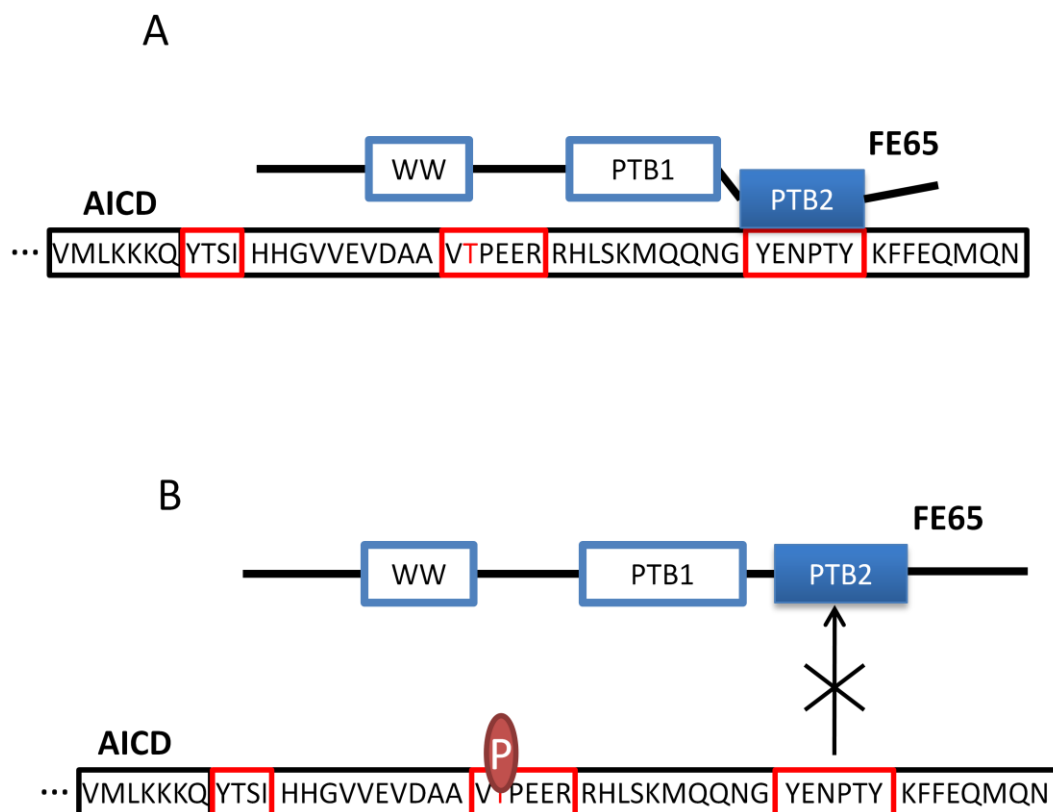 A
FE65
WW PTB1 PTB2
AICD
... VMLKKKQ YTSI HHGVVEVDAA VTPEER RHLSKMQQNG YENPTY KFFEQMQN
B
FE65
WW PTB1 PTB2
P
AICD
... VMLKKKQ YTSI HHGVVEVDAA VTPEER RHLSKMQQNG YENPTY KFFEQMQN